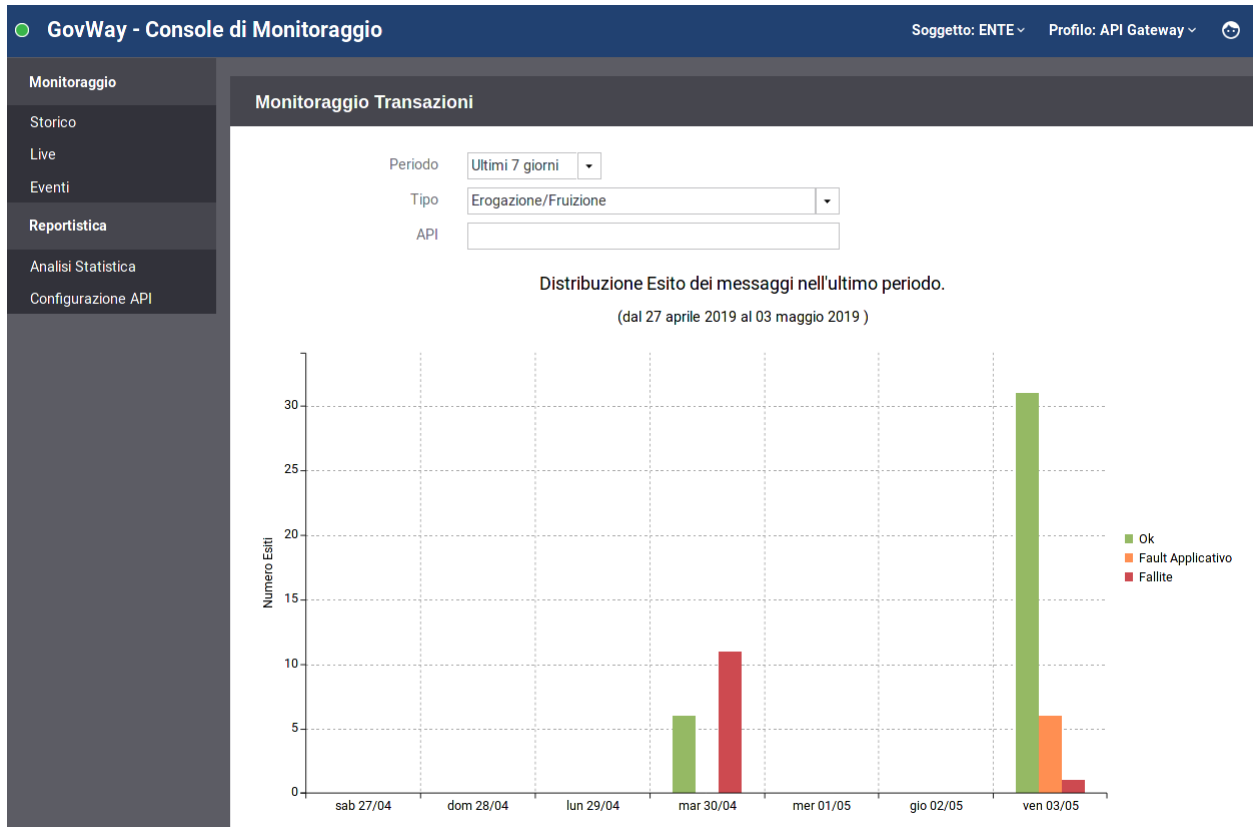 GovWay - Console di Monitoraggio
Soggetto: ENTE
Profilo: API Gateway
Monitoraggio
Storico
Live
Eventi
Reportistica
Analisi Statistica
Configurazione API
Monitoraggio Transazioni
Periodo
Ultimi 7 giorni
Tipo
Erogazione/Fruizione
API
Distribuzione Esito dei messaggi nell'ultimo periodo.
(dal 27 aprile 2019 al 03 maggio 2019 )
Numero Esiti
30
25
20
15
10
5
0
sab 27/04
dom 28/04
lun 29/04
mar 30/04
mer 01/05
gio 02/05
ven 03/05
Ok
Fault Applicativo
Fallite